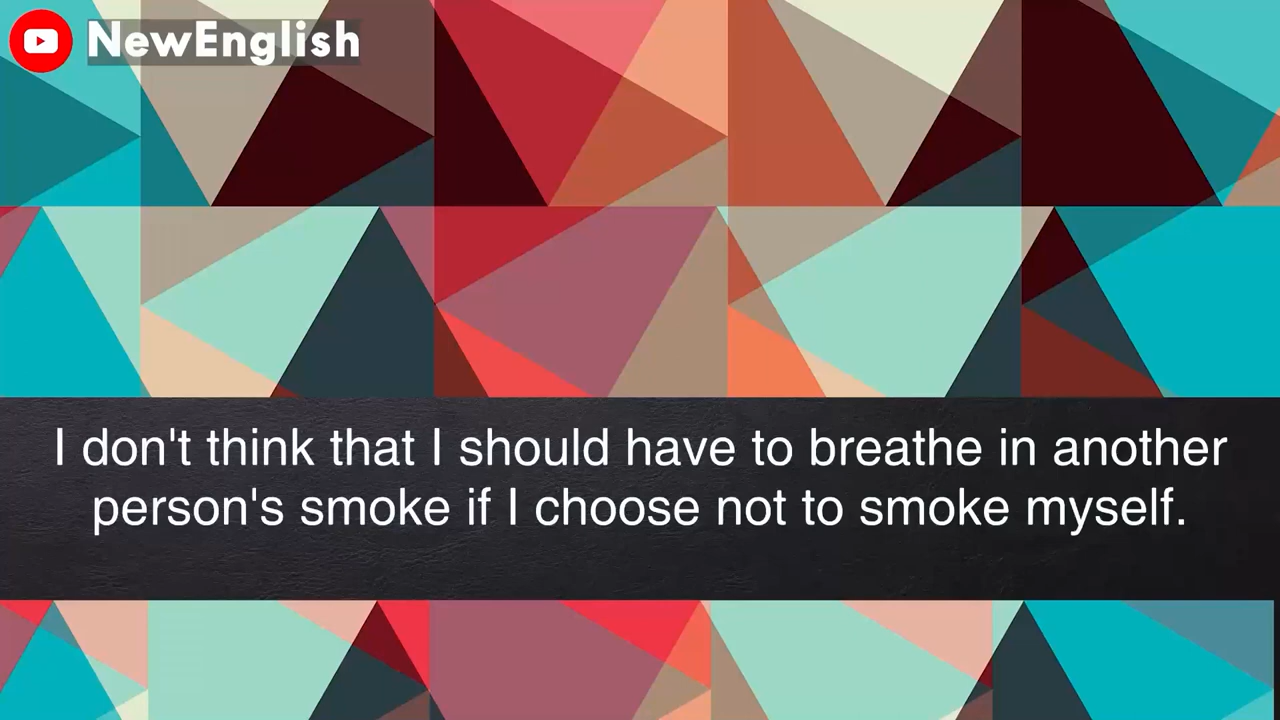 NewEnglish
I don't think that I should have to breathe in another
person's smoke if I choose not to smoke myself.